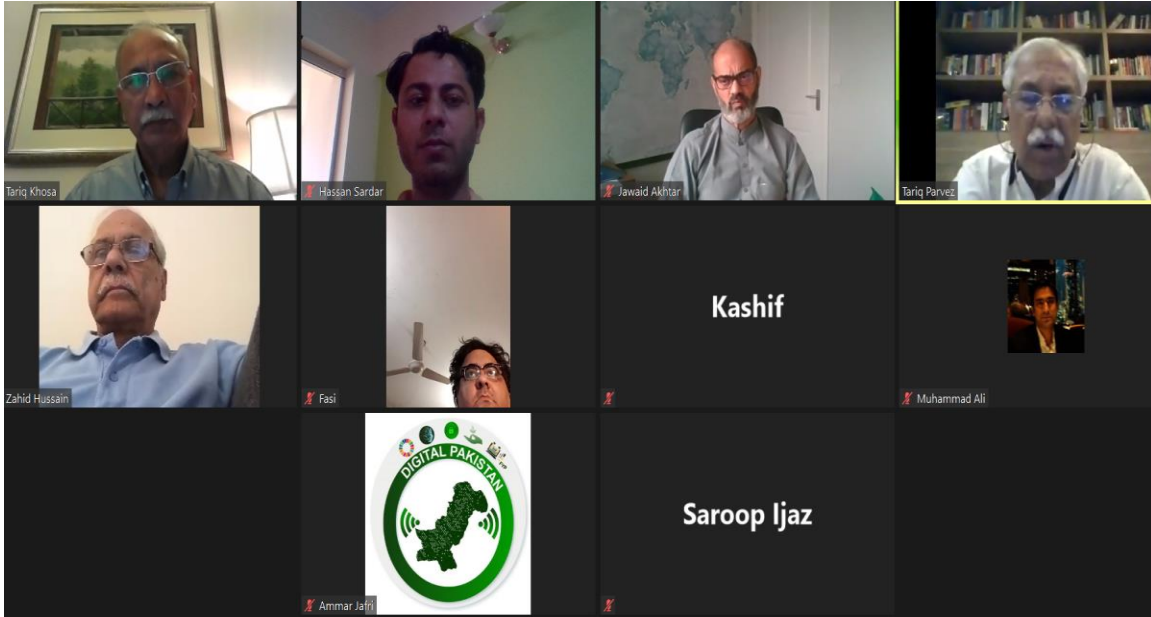 Tariq Khosa
Hassan Sardar
Jawaid Akhtar
Tariq Parvez
Zahid Hussain
Fasi
Kashif
Muhammad Ali
DIGITAL PAKISTAN
Ammar Jafri
Saroop Ijaz